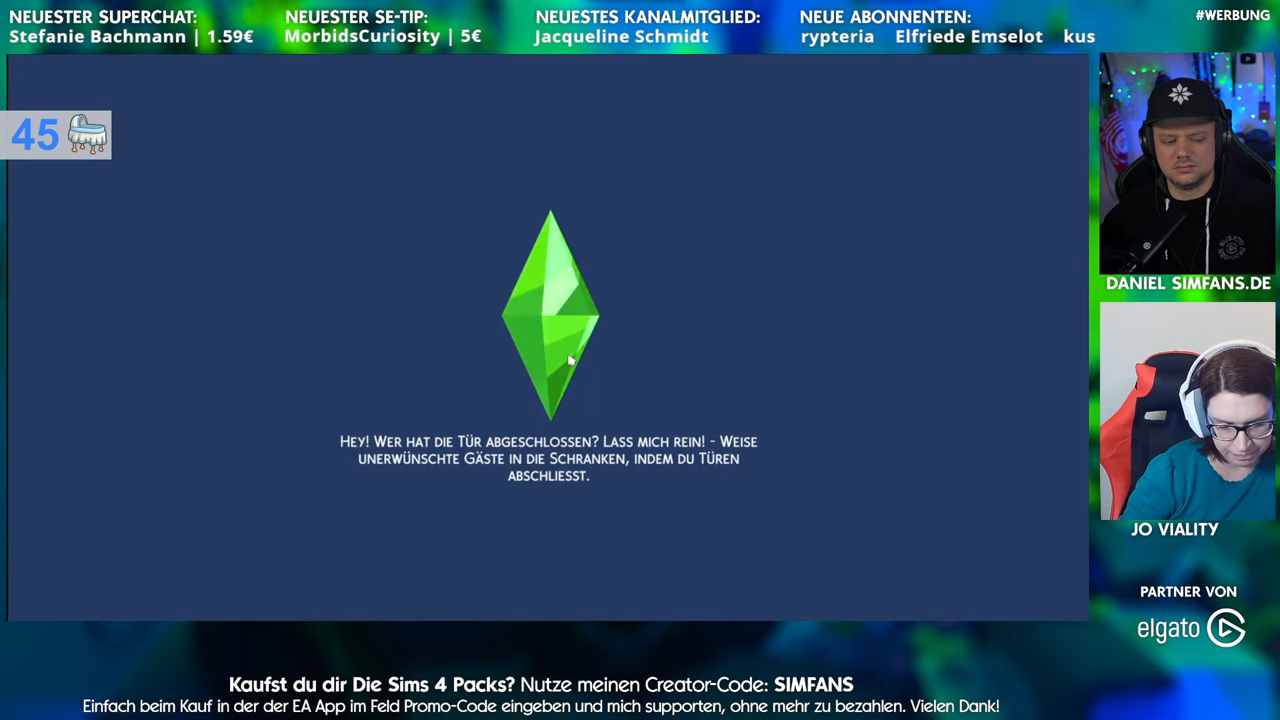 NEUESTER SUPERCHAT:
Stefanie Bachmann | 1.59€
NEUESTER SE-TIP:
MorbidsCuriosity | 5€
NEUESTES KANALMITGLIED:
Jacqueline Schmidt
NEUE ABONNENTEN:
rypteria Elfriede Emselot kus
#WERBUNG
45
HEY! WER HAT DIE TÜR ABGESCHLOSSEN? LASS MICH REIN! - WEISE
UNERWÜNSCHTE GÄSTE IN DIE SCHRANKEN, INDEM DU TÜREN
ABSCHLIESST.
DANIEL SIMFANS.DE
JO VIALITY
PARTNER VON
elgato
Kaufst du dir Die Sims 4 Packs? Nutze meinen Creator-Code: SIMFANS
Einfach beim Kauf in der der EA App im Feld Promo-Code eingeben und mich supporten, ohne mehr zu bezahlen. Vielen Dank!